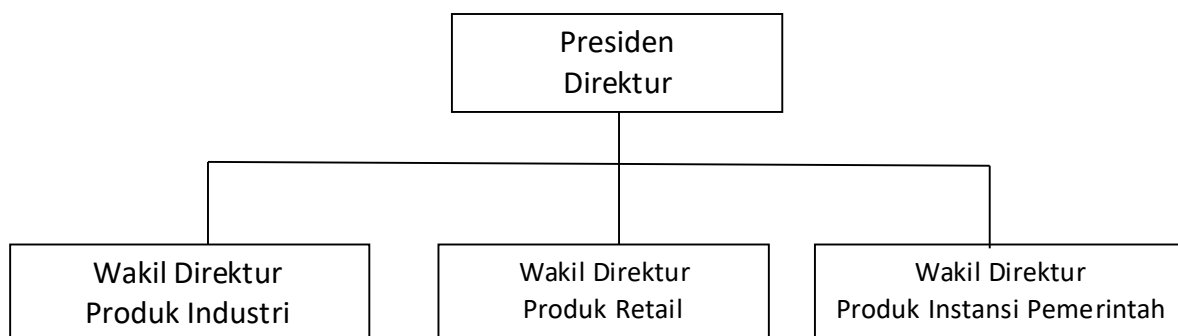 Presiden
Direktur
Wakil Direktur
Produk Industri
Wakil Direktur
Produk Retail
Wakil Direktur
Produk Instansi Pemerintah